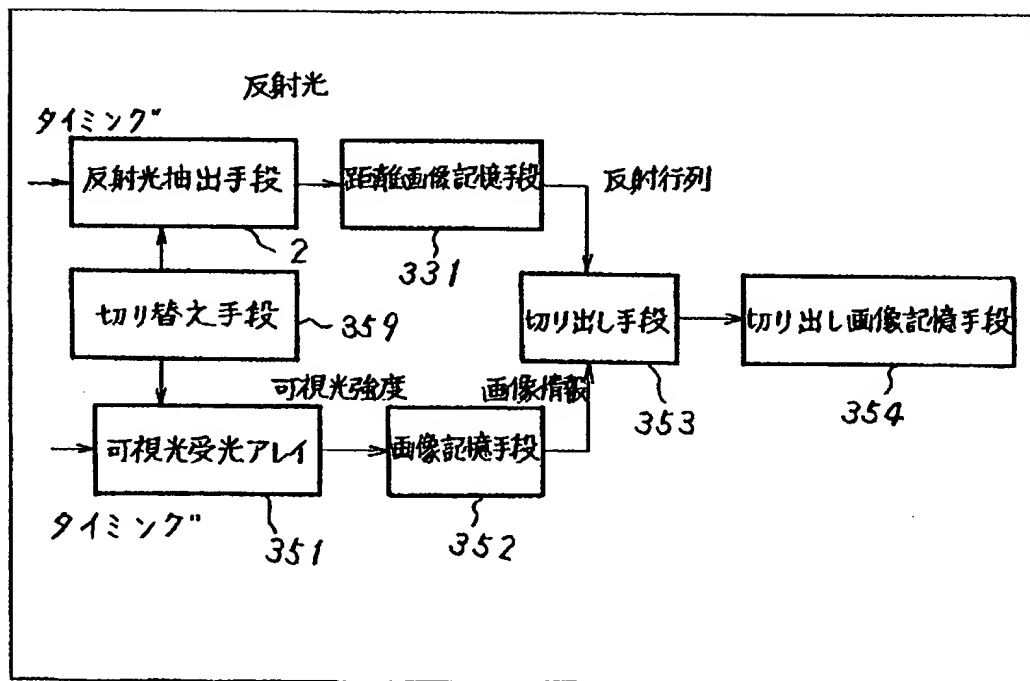 反射光
タイミング
反射光抽出手段
距離画像記憶手段
反射行列
2
331
切り替え手段
359
切り出し手段
切り出し画像記憶手段
353
354
可視光強度
画像情報
可視光受光アレイ
画像記憶手段
タイミング
351
352